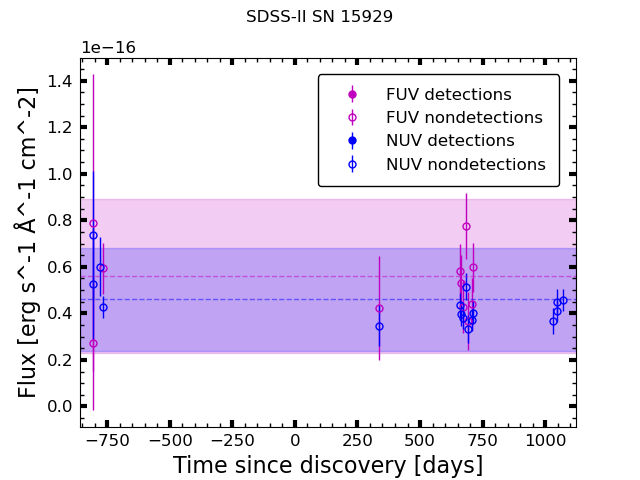 SDSS-II SN 15929
1e−16
FUV detections
FUV nondetections
NUV detections
NUV nondetections
1.4
1.2
1.0
0.8
0.6
0.4
0.2
0.0
Flux [erg s^-1 Å^-1 cm^-2]
−750 −500 −250 0 250 500 750 1000
Time since discovery [days]